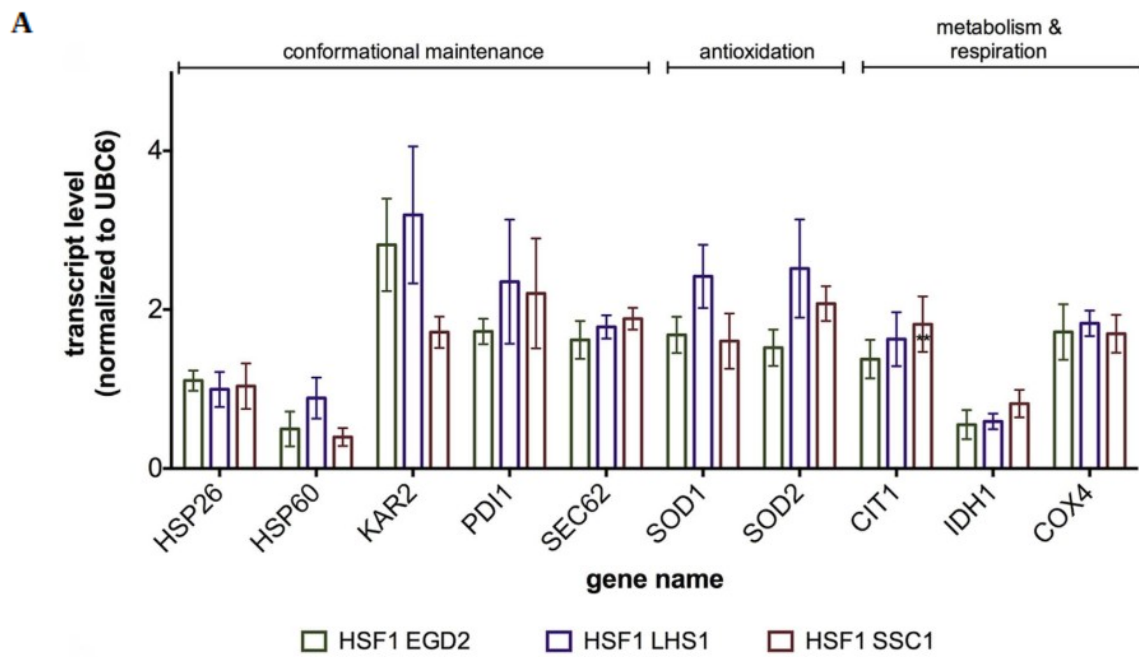 A
conformational maintenance
antioxidation
metabolism &
respiration
transcript level
(normalized to UBC6)
4
2
0
**
HSP26
HSP60
KAR2
PDI1
SEC62
SOD1
SOD2
CIT1
IDH1
COX4
gene name
HSF1 EGD2
HSF1 LHS1
HSF1 SSC1